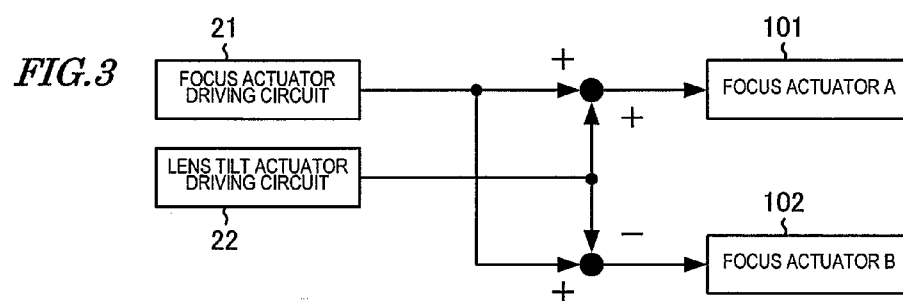 FIG.3
21
FOCUS ACTUATOR
DRIVING CIRCUIT
LENS TILT ACTUATOR
DRIVING CIRCUIT
22
+
+
−
+
101
FOCUS ACTUATOR A
102
FOCUS ACTUATOR B